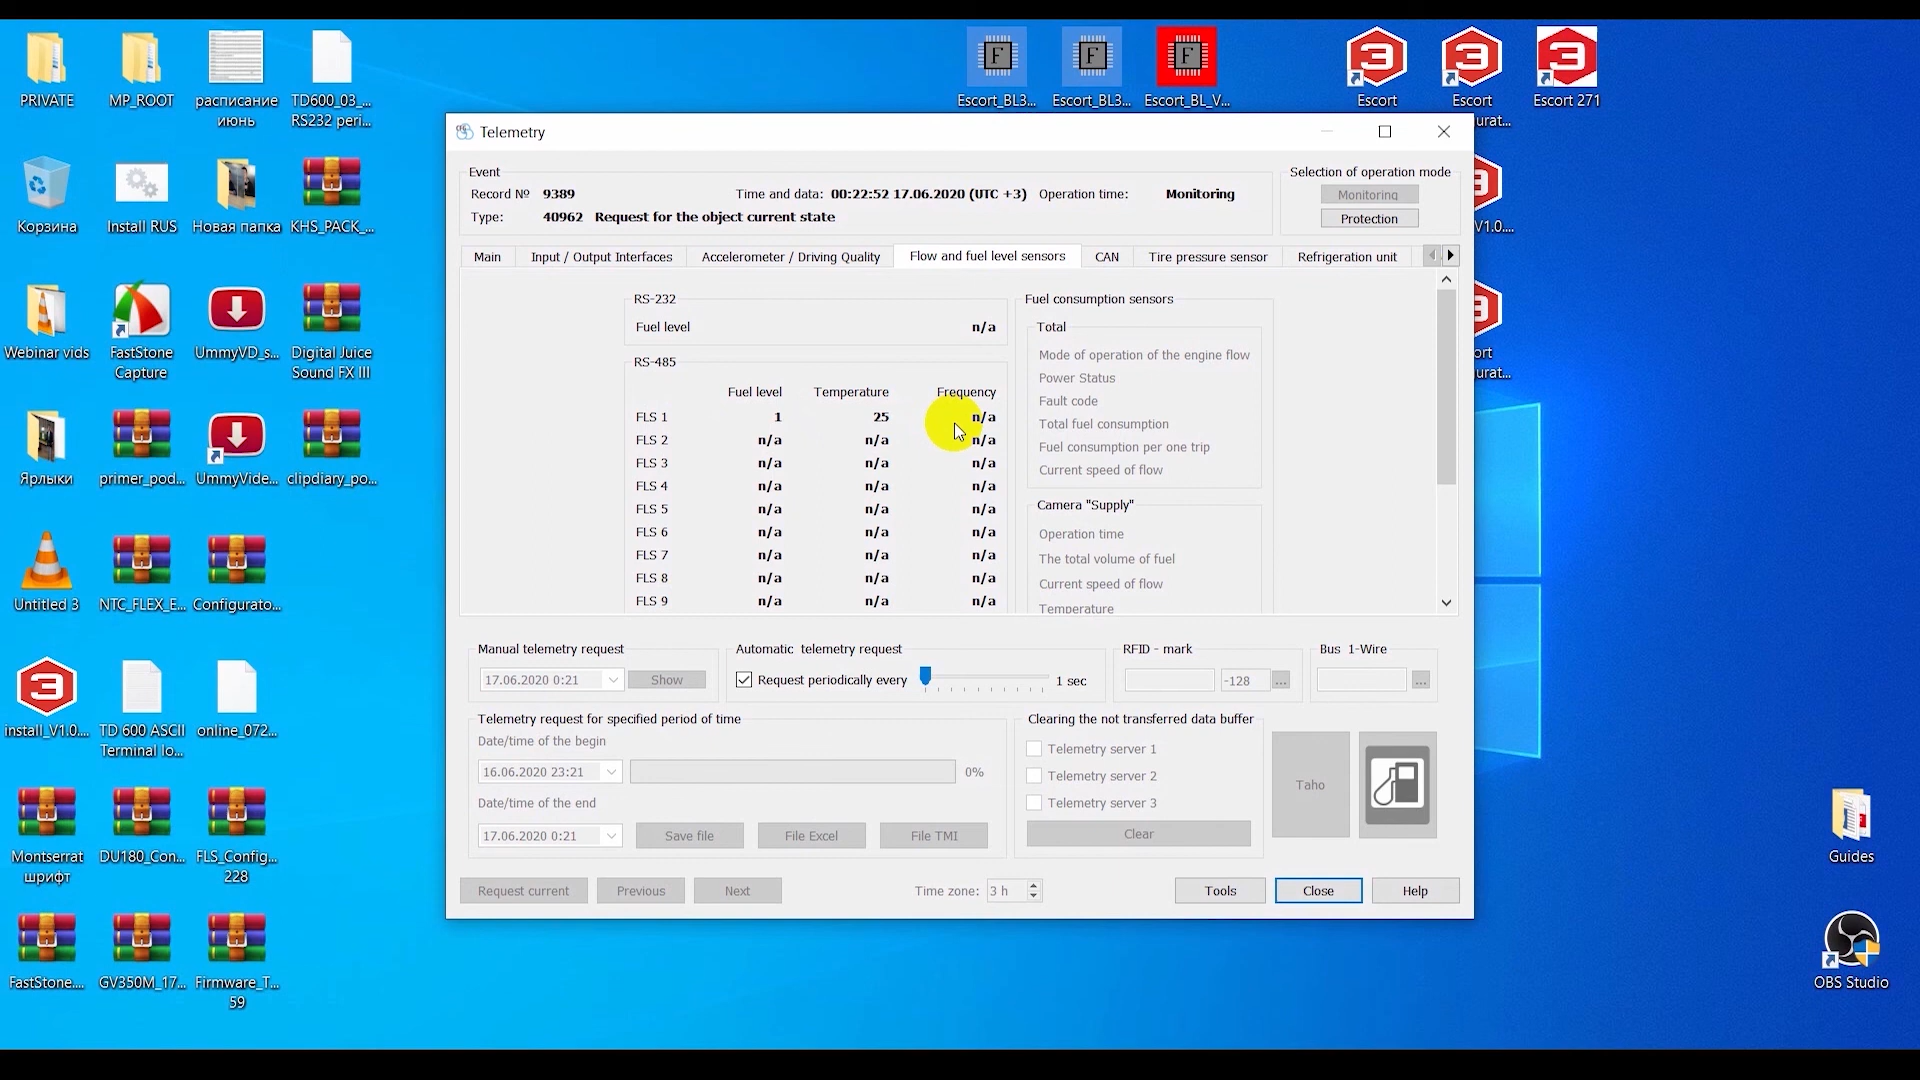 PRIVATE
MP_ROOT
расписание
июнь
TD600_03_...
RS232 peri...
Корзина
Install RUS
Новая папка
KHS_PACK_...
Webinar vids
FastStone
Capture
UmmyVD_s...
Digital Juice
Sound FX III
Ярлыки
primer_pod...
UmmyVide...
clipdiary_po...
Untitled 3
NTC_FLEX_E...
Configurato...
install_V1.0....
TD 600 ASCII
Terminal lo...
online_072...
Montserrat
шрифт
DU180_Con...
FLS_Config...
228
FastStone....
GV350M_17...
Firmware_T...
59
F
Escort_BL3...
F
Escort_BL3...
F
Escort_BL_V...
Escort
Escort
urat...
Escort 271
V1.0....
ort
urat...
Guides
OBS Studio
Telemetry
Event
Record № 9389
Time and data: 00:22:52 17.06.2020 (UTC +3)
Operation time: Monitoring
Type: 40962 Request for the object current state
Selection of operation mode
Monitoring
Protection
Main
Input / Output Interfaces
Accelerometer / Driving Quality
Flow and fuel level sensors
CAN
Tire pressure sensor
Refrigeration unit
RS-232
Fuel level n/a
RS-485
Fuel level Temperature Frequency
FLS 1 1 25 n/a
FLS 2 n/a n/a n/a
FLS 3 n/a n/a n/a
FLS 4 n/a n/a n/a
FLS 5 n/a n/a n/a
FLS 6 n/a n/a n/a
FLS 7 n/a n/a n/a
FLS 8 n/a n/a n/a
FLS 9 n/a n/a n/a
Fuel consumption sensors
Total
Mode of operation of the engine flow
Power Status
Fault code
Total fuel consumption
Fuel consumption per one trip
Current speed of flow
Camera "Supply"
Operation time
The total volume of fuel
Current speed of flow
Temperature
Manual telemetry request
17.06.2020 0:21
Show
Automatic telemetry request
Request periodically every
1 sec
RFID - mark
-128
...
Bus 1-Wire
...
Telemetry request for specified period of time
Date/time of the begin
16.06.2020 23:21
0%
Date/time of the end
17.06.2020 0:21
Save file
File Excel
File TMI
Clearing the not transferred data buffer
Telemetry server 1
Telemetry server 2
Telemetry server 3
Clear
Taho
Request current
Previous
Next
Time zone: 3 h
Tools
Close
Help